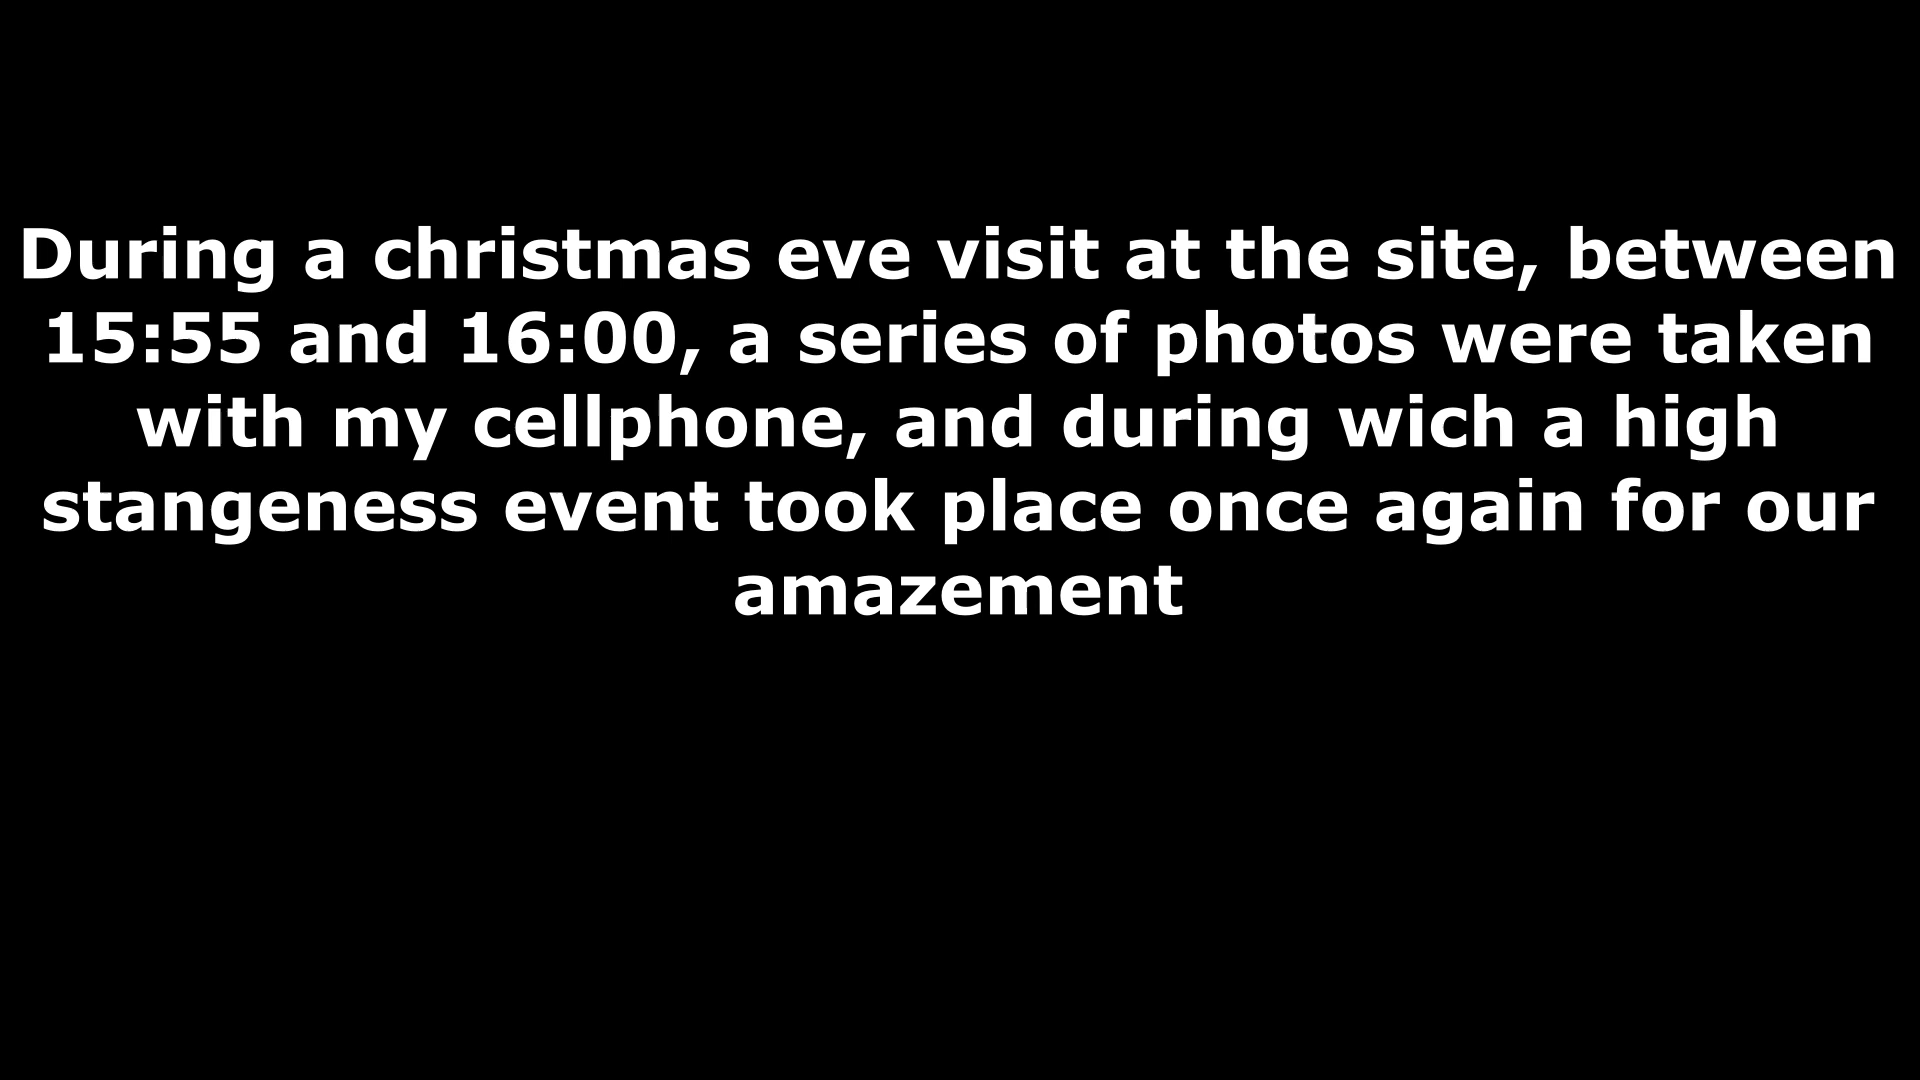 During a christmas eve visit at the site, between
15:55 and 16:00, a series of photos were taken
with my cellphone, and during wich a high
stangeness event took place once again for our
amazement